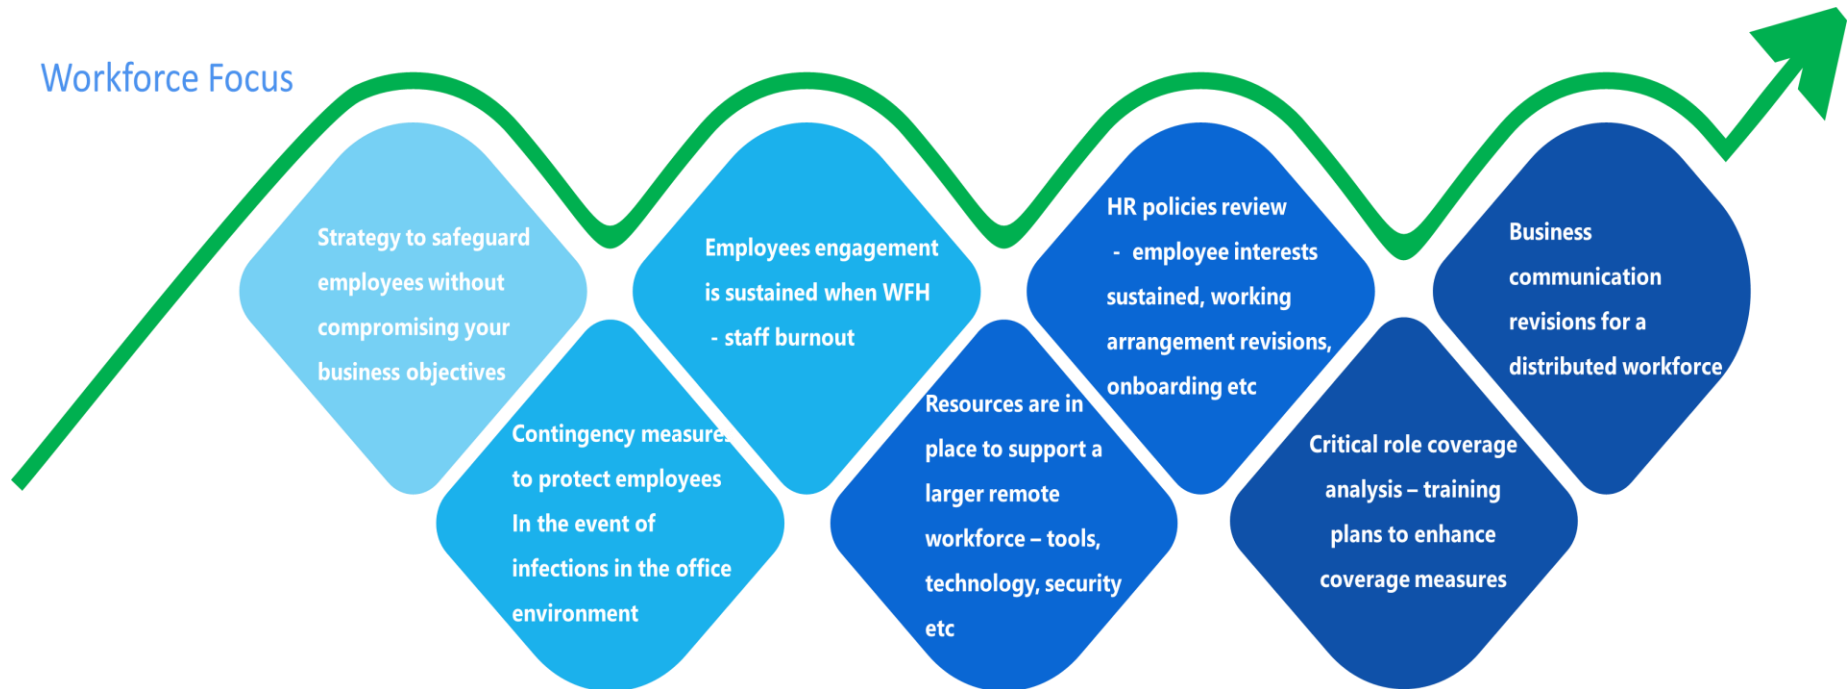 Workforce Focus
Strategy to safeguard
employees without
compromising your
business objectives
Contingency measures
to protect employees
In the event of
infections in the office
environment
Employees engagement
is sustained when WFH
- staff burnout
Resources are in
place to support a
larger remote
workforce – tools,
technology, security
etc
HR policies review
- employee interests
sustained, working
arrangement revisions,
onboarding etc
Critical role coverage
analysis – training
plans to enhance
coverage measures
Business
communication
revisions for a
distributed workforce